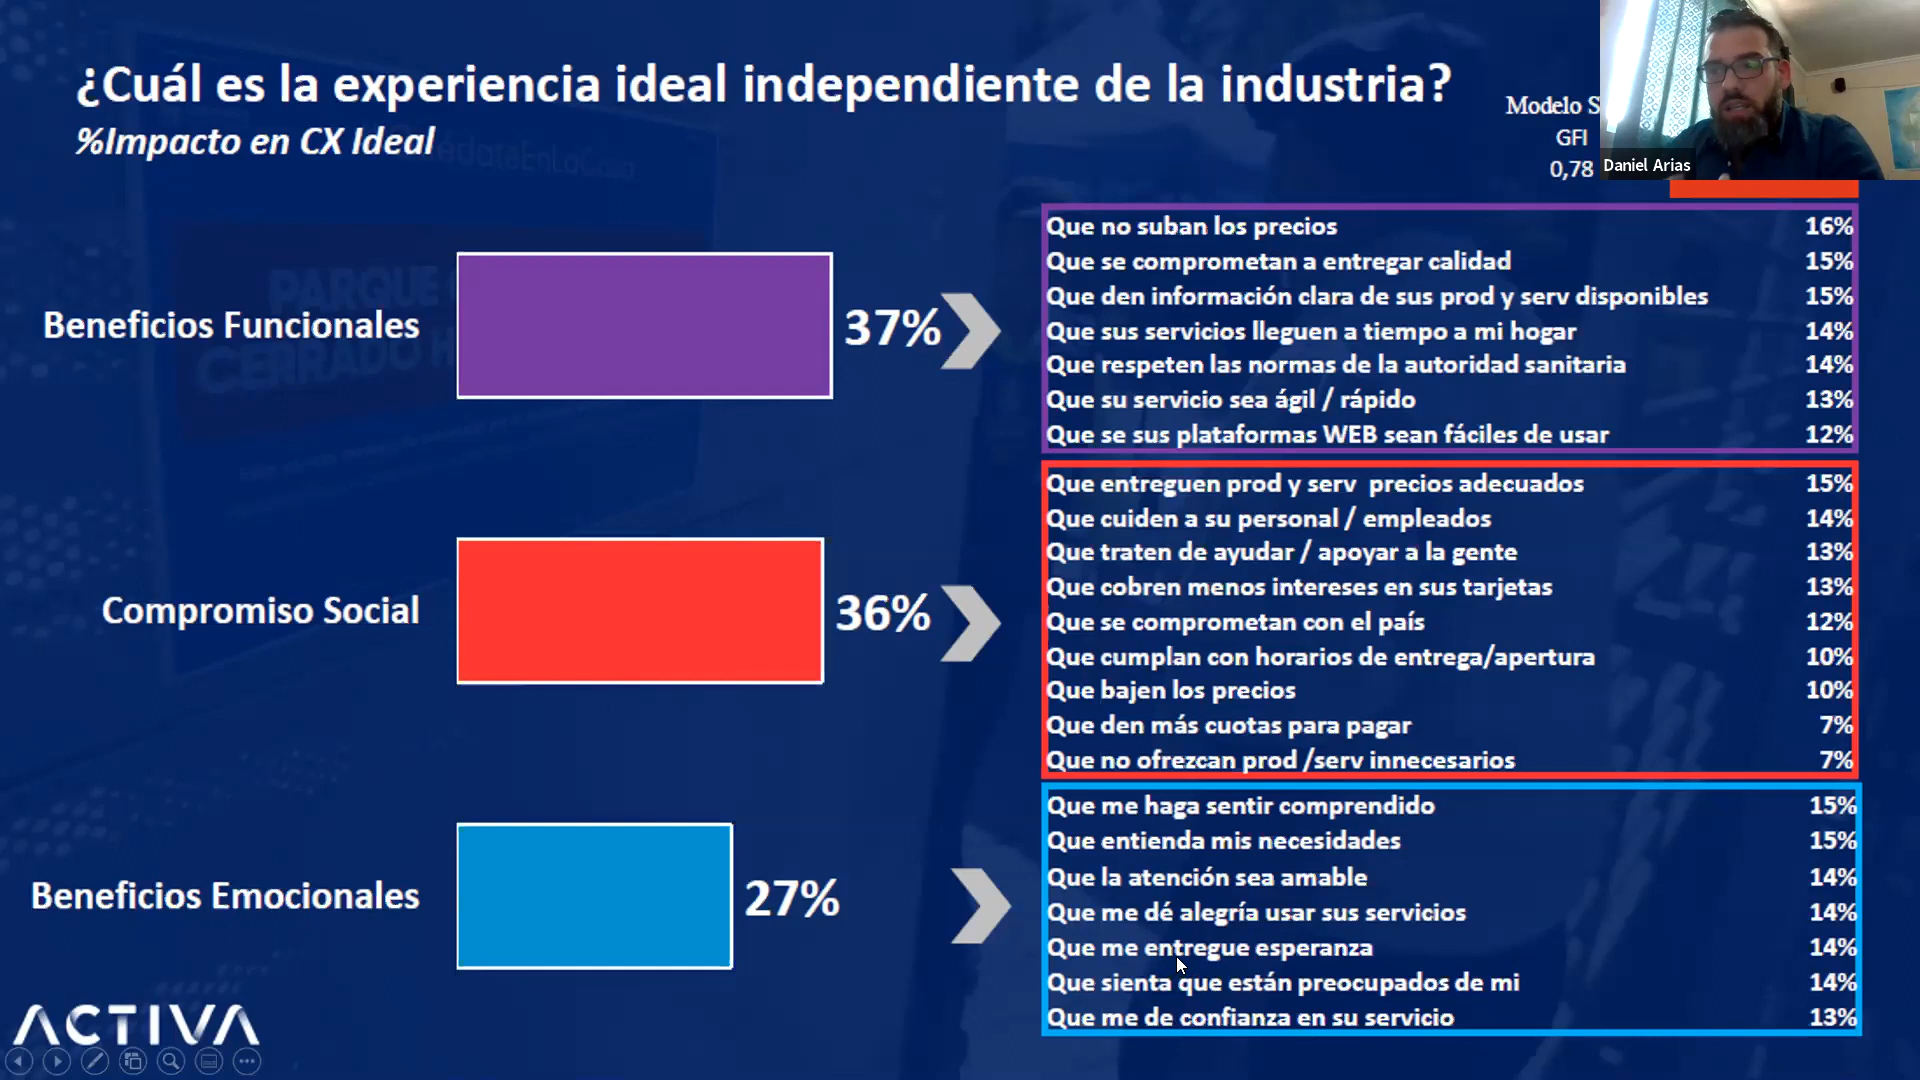 ¿Cuál es la experiencia ideal independiente de la industria?
%Impacto en CX Ideal
Modelo S
GFI
0,78
Daniel Arias
Beneficios Funcionales
37%
Que no suban los precios 16%
Que se comprometan a entregar calidad 15%
Que den información clara de sus prod y serv disponibles 15%
Que sus servicios lleguen a tiempo a mi hogar 14%
Que respeten las normas de la autoridad sanitaria 14%
Que su servicio sea ágil / rápido 13%
Que se sus plataformas WEB sean fáciles de usar 12%
Compromiso Social
36%
Que entreguen prod y serv precios adecuados 15%
Que cuiden a su personal / empleados 14%
Que traten de ayudar / apoyar a la gente 13%
Que cobren menos intereses en sus tarjetas 13%
Que se comprometan con el país 12%
Que cumplan con horarios de entrega/apertura 10%
Que bajen los precios 10%
Que den más cuotas para pagar 7%
Que no ofrezcan prod /serv innecesarios 7%
Beneficios Emocionales
27%
Que me haga sentir comprendido 15%
Que entienda mis necesidades 15%
Que la atención sea amable 14%
Que me dé alegría usar sus servicios 14%
Que me entregue esperanza 14%
Que sienta que están preocupados de mi 14%
Que me de confianza en su servicio 13%
ACTIVA
PARQUE
CERRADO H